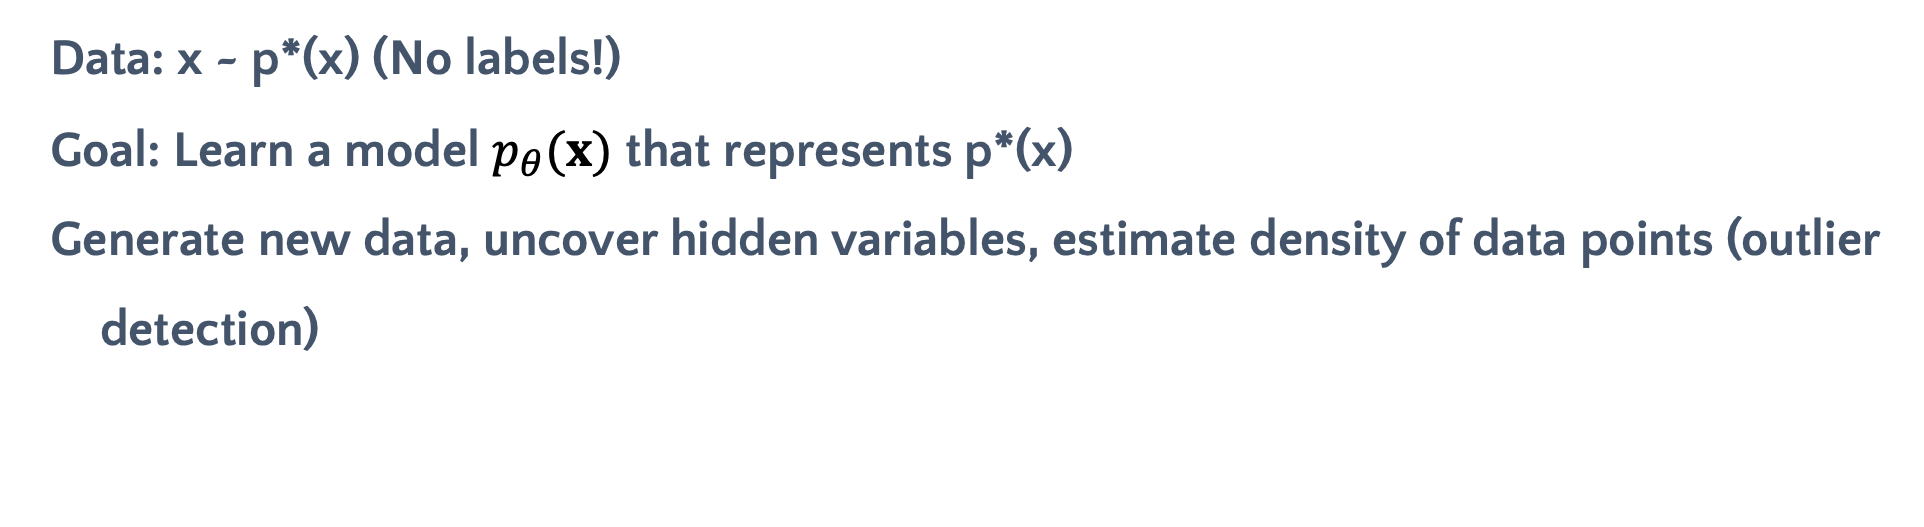 Data: x ~ p*(x) (No labels!)
Goal: Learn a model 𝑝𝜃(𝐱) that represents p*(x)
Generate new data, uncover hidden variables, estimate density of data points (outlier
detection)